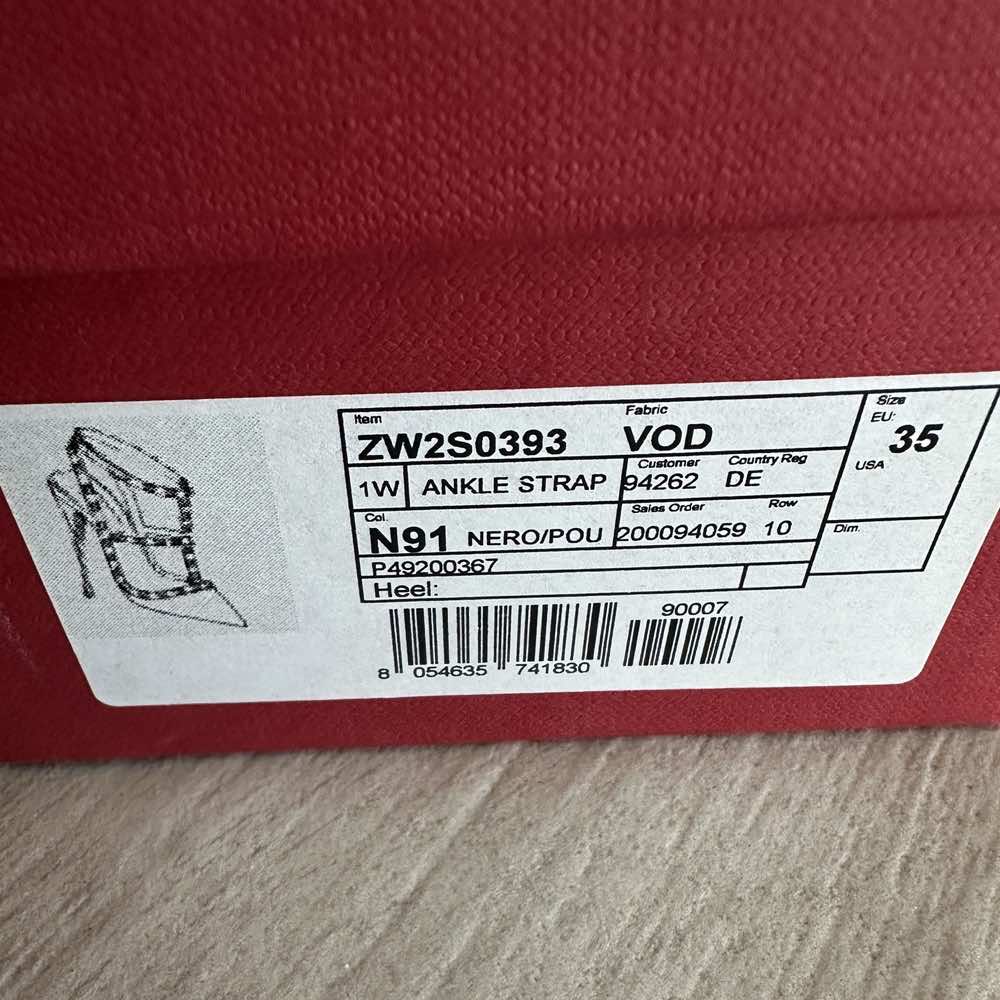 Item Fabric Size
ZW2S0393 VOD EU: 35
1W ANKLE STRAP Customer Country Reg USA
94262 DE
Col. Sales Order Row Dim.
N91 NERO/POU 200094059 10
P49200367
Heel:
90007
8 054635 741830